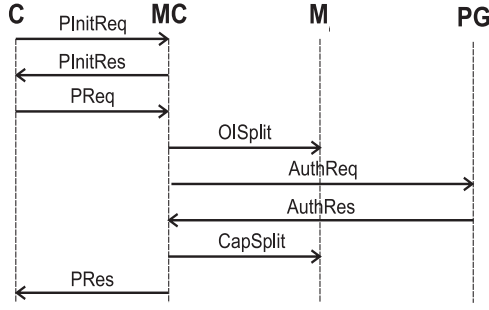 C MC M PG
PInitReq
PInitRes
PReq
OISplit
AuthReq
AuthRes
CapSplit
PRes